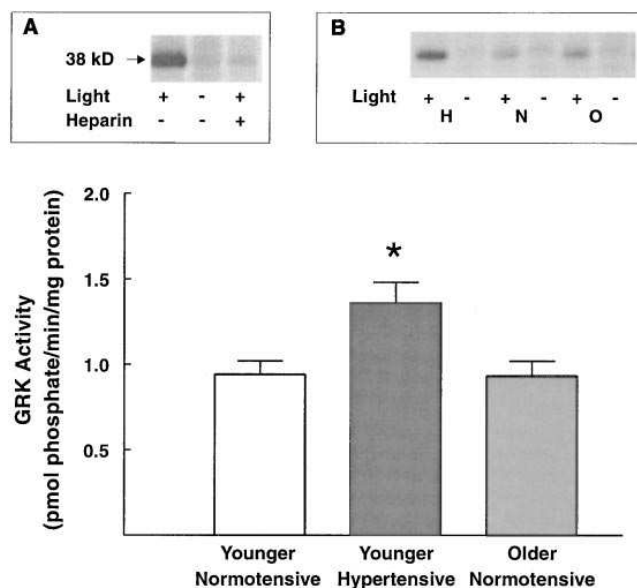 A
38 kD
Light + - +
Heparin - - +
B
Light + - + - + -
H N O
GRK Activity
(pmol phosphate/min/mg protein)
2.0
1.5
1.0
0.5
*
Younger Normotensive
Younger Hypertensive
Older Normotensive